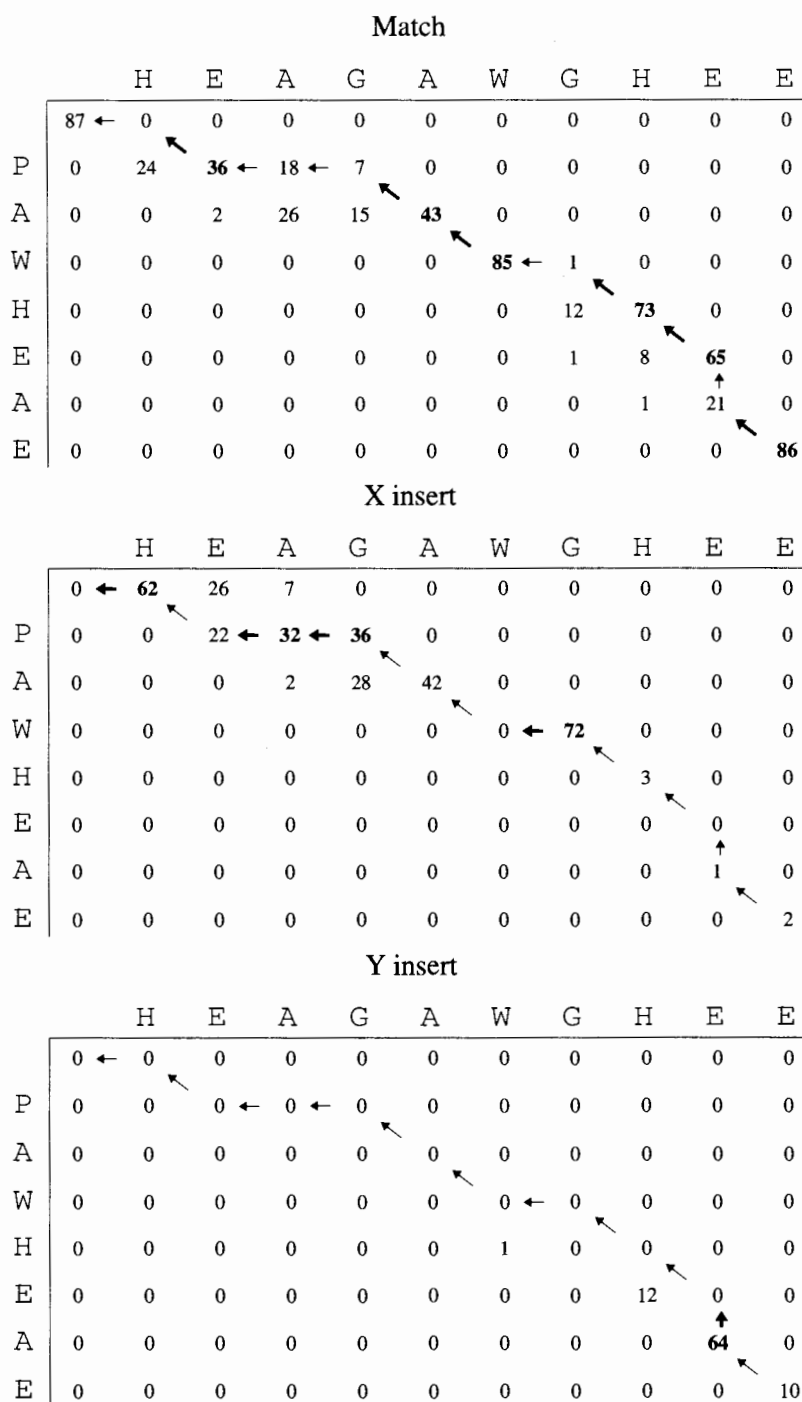 Match
H E A G A W G H E E
87 ← 0 0 0 0 0 0 0 0 0 0
P 0 24 36 ← 18 ← 7 0 0 0 0 0 0
A 0 0 2 26 15 43 0 0 0 0 0
W 0 0 0 0 0 0 85 ← 1 0 0 0
H 0 0 0 0 0 0 0 12 73 0 0
E 0 0 0 0 0 0 0 1 8 65 0
A 0 0 0 0 0 0 0 0 1 21 0
E 0 0 0 0 0 0 0 0 0 0 86
X insert
H E A G A W G H E E
0 ← 62 26 7 0 0 0 0 0 0 0
P 0 0 22 ← 32 ← 36 0 0 0 0 0 0
A 0 0 0 2 28 42 0 0 0 0 0
W 0 0 0 0 0 0 0 ← 72 0 0 0
H 0 0 0 0 0 0 0 0 3 0 0
E 0 0 0 0 0 0 0 0 0 0 0
A 0 0 0 0 0 0 0 0 0 1 0
E 0 0 0 0 0 0 0 0 0 0 2
Y insert
H E A G A W G H E E
0 ← 0 0 0 0 0 0 0 0 0 0
P 0 0 0 ← 0 ← 0 0 0 0 0 0 0
A 0 0 0 0 0 0 0 0 0 0 0
W 0 0 0 0 0 0 0 ← 0 0 0 0
H 0 0 0 0 0 0 1 0 0 0 0
E 0 0 0 0 0 0 0 0 12 0 0
A 0 0 0 0 0 0 0 0 0 64 0
E 0 0 0 0 0 0 0 0 0 0 10